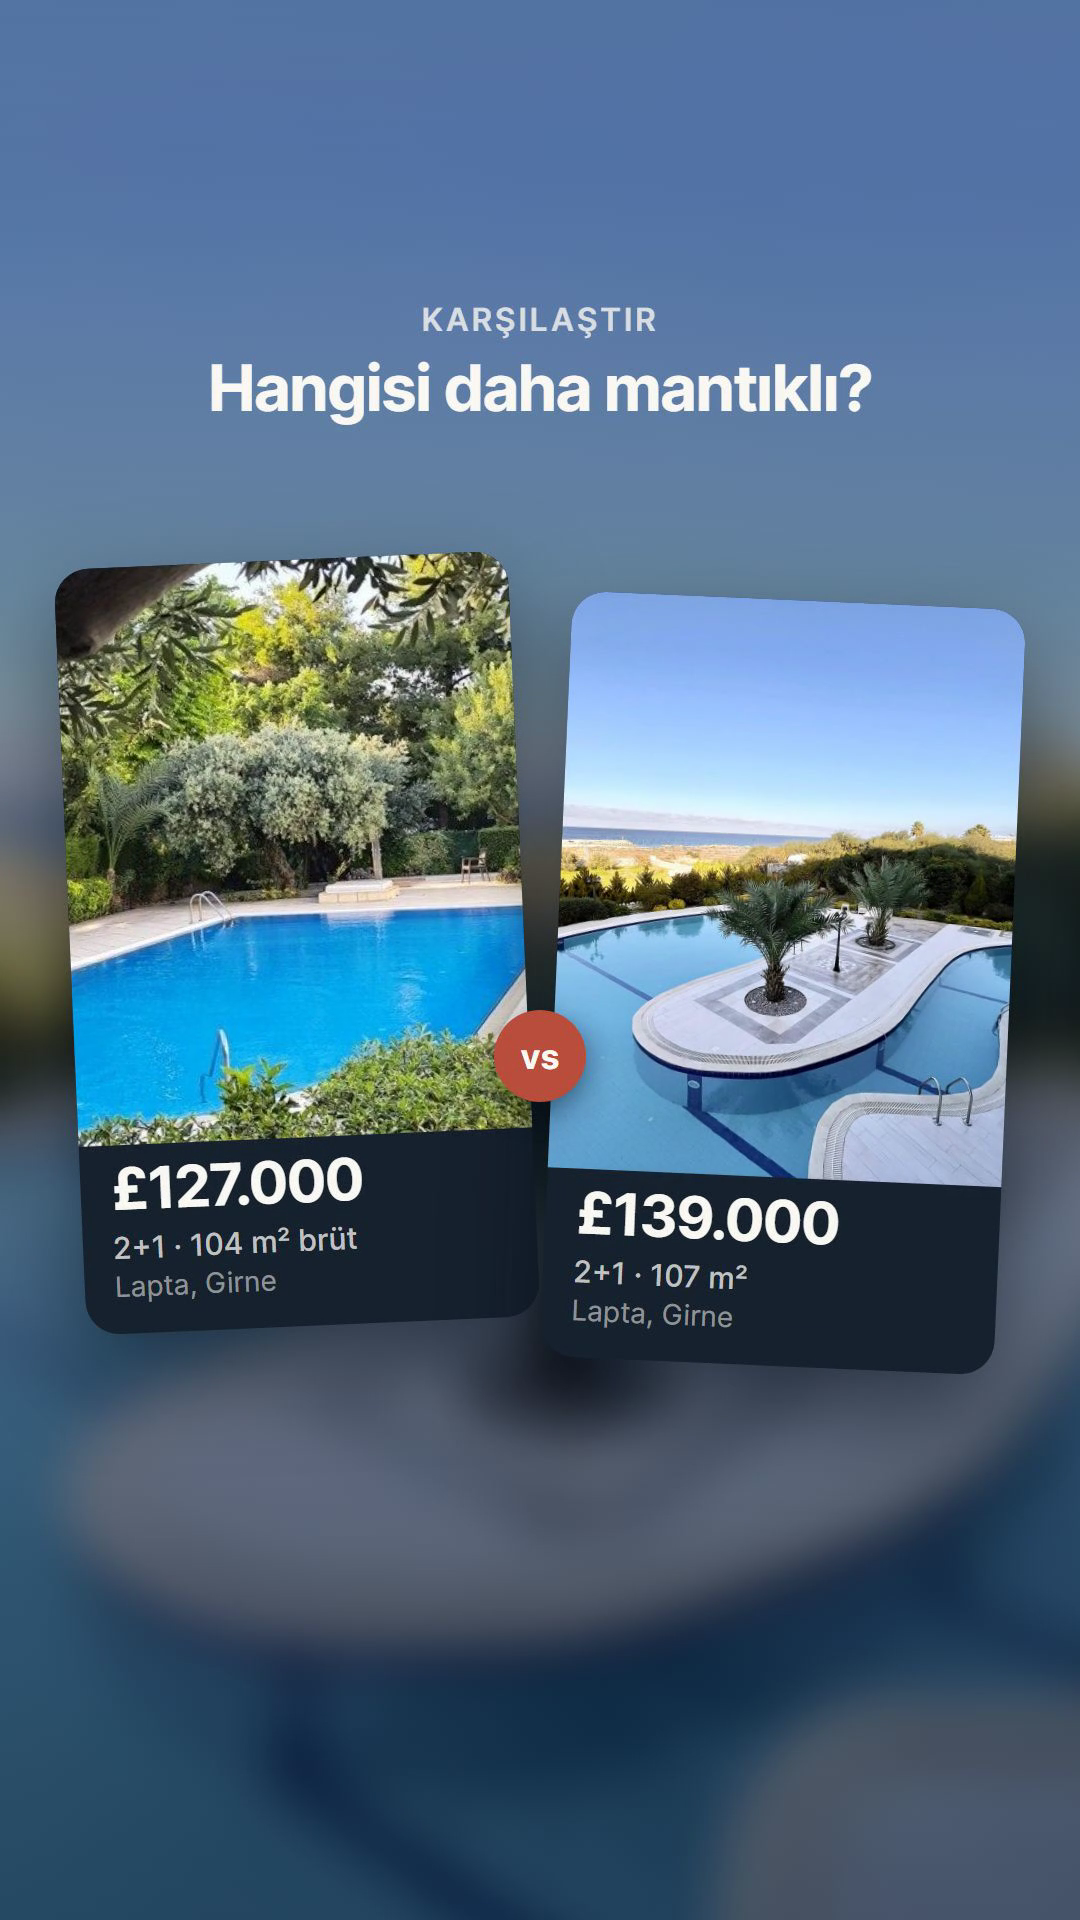 KARŞILAŞTIR
Hangisi daha mantıklı?
vs
£127.000
2+1 · 104 m² brüt
Lapta, Girne
£139.000
2+1 · 107 m²
Lapta, Girne